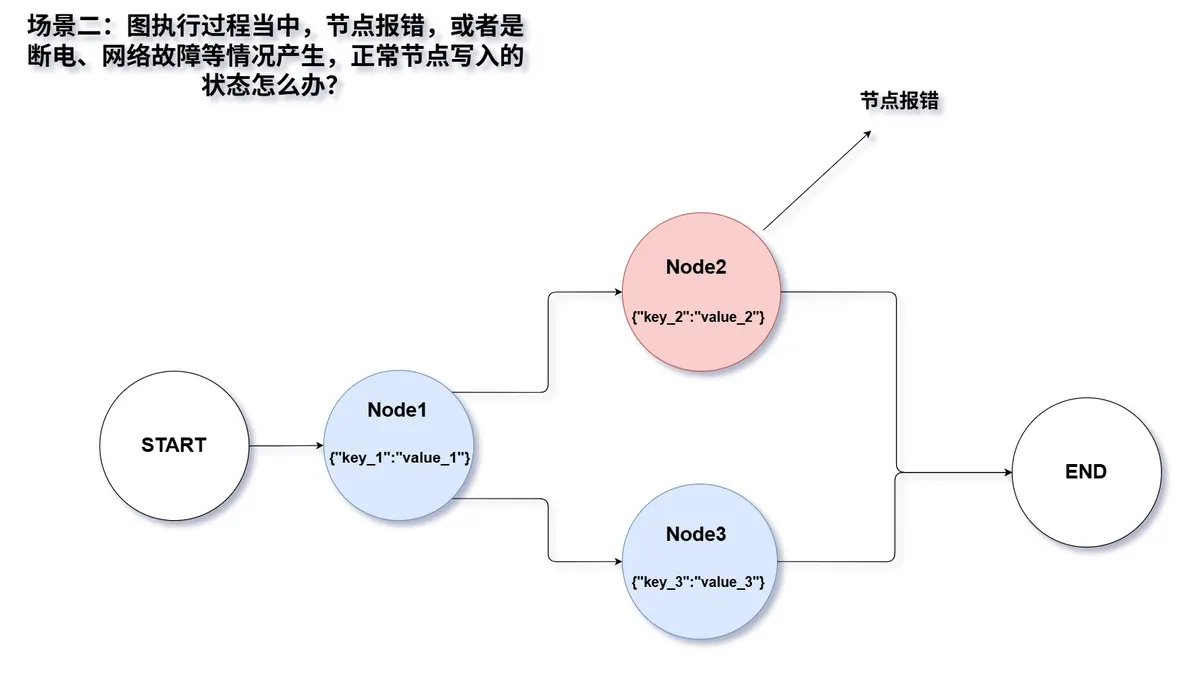 场景二：图执行过程当中，节点报错，或者是
断电、网络故障等情况产生，正常节点写入的
状态怎么办？
节点报错
Node2
{"key_2":"value_2"}
Node1
{"key_1":"value_1"}
START
END
Node3
{"key_3":"value_3"}